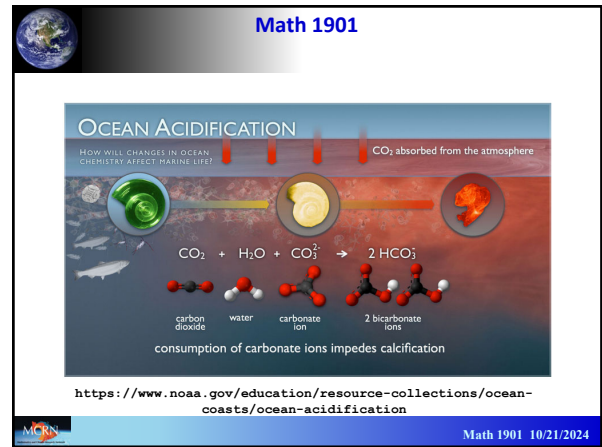 Math 1901
OCEAN ACIDIFICATION
HOW WILL CHANGES IN OCEAN
CHEMISTRY AFFECT MARINE LIFE?
CO₂ absorbed from the atmosphere
CO₂ + H₂O + CO₃²⁻ → 2 HCO₃⁻
carbon dioxide
water
carbonate ion
2 bicarbonate ions
consumption of carbonate ions impedes calcification
https://www.noaa.gov/education/resource-collections/ocean-
coasts/ocean-acidification
MCRN
Math 1901 10/21/2024